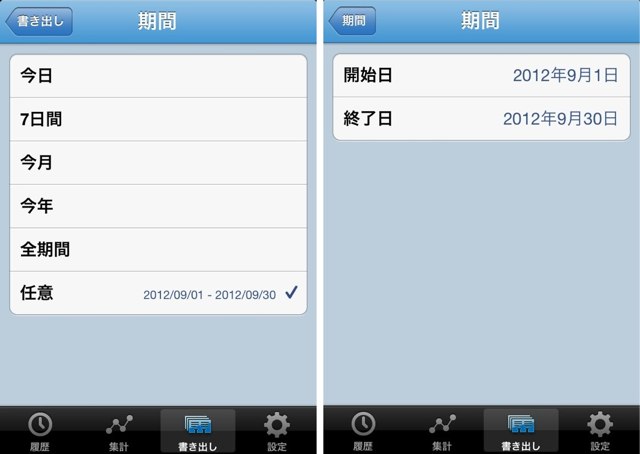 書き出し
期間
今日
7日間
今月
今年
全期間
任意 2012/09/01 - 2012/09/30
履歴 集計 書き出し 設定
期間
期間
開始日 2012年9月1日
終了日 2012年9月30日
履歴 集計 書き出し 設定